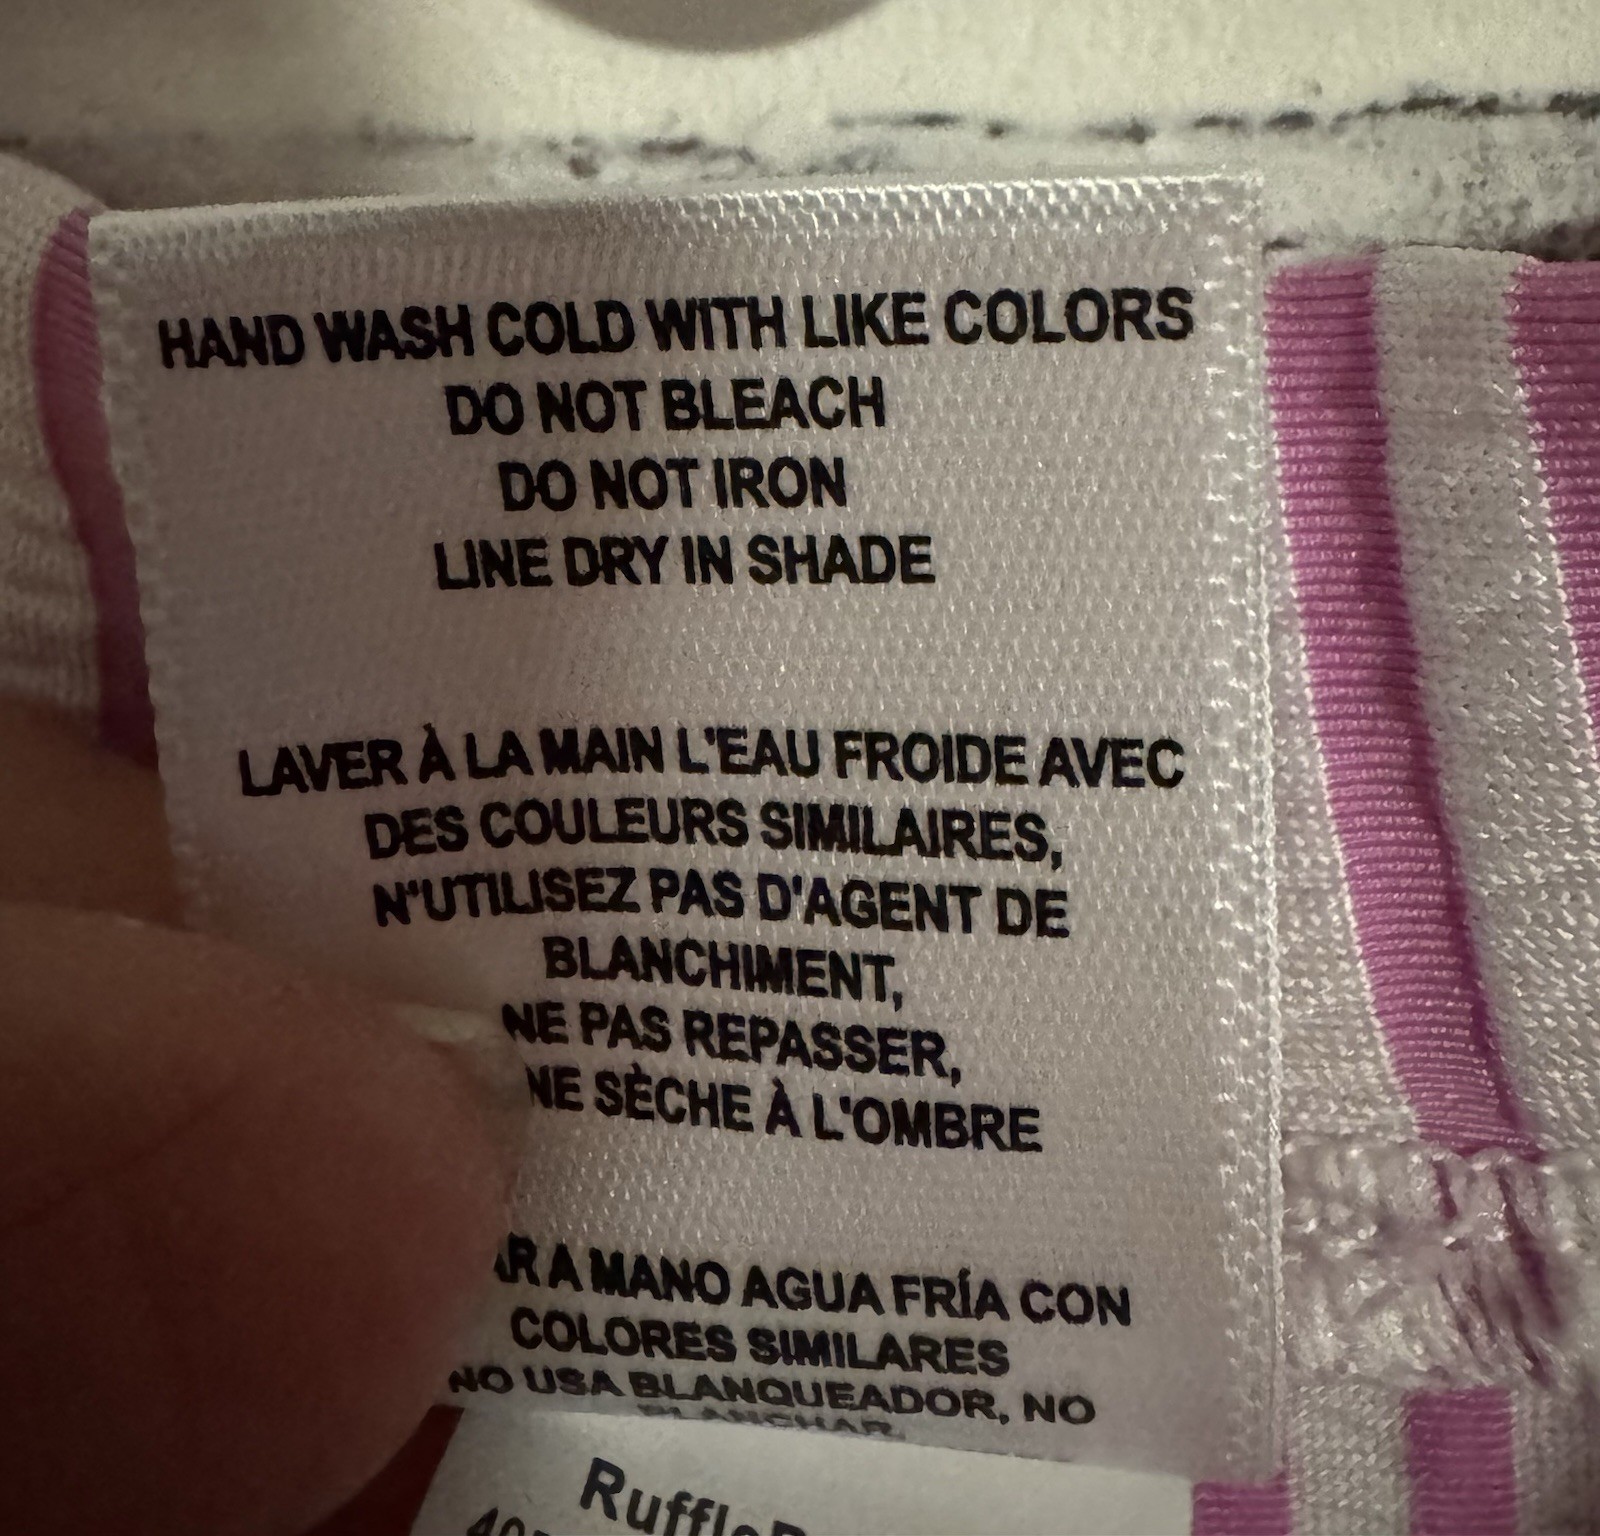 HAND WASH COLD WITH LIKE COLORS
DO NOT BLEACH
DO NOT IRON
LINE DRY IN SHADE
LAVER À LA MAIN L'EAU FROIDE AVEC
DES COULEURS SIMILAIRES,
N'UTILISEZ PAS D'AGENT DE
BLANCHIMENT,
NE PAS REPASSER,
NE SÈCHE À L'OMBRE
A MANO AGUA FRÍA CON
COLORES SIMILARES
NO USA BLANQUEADOR, NO